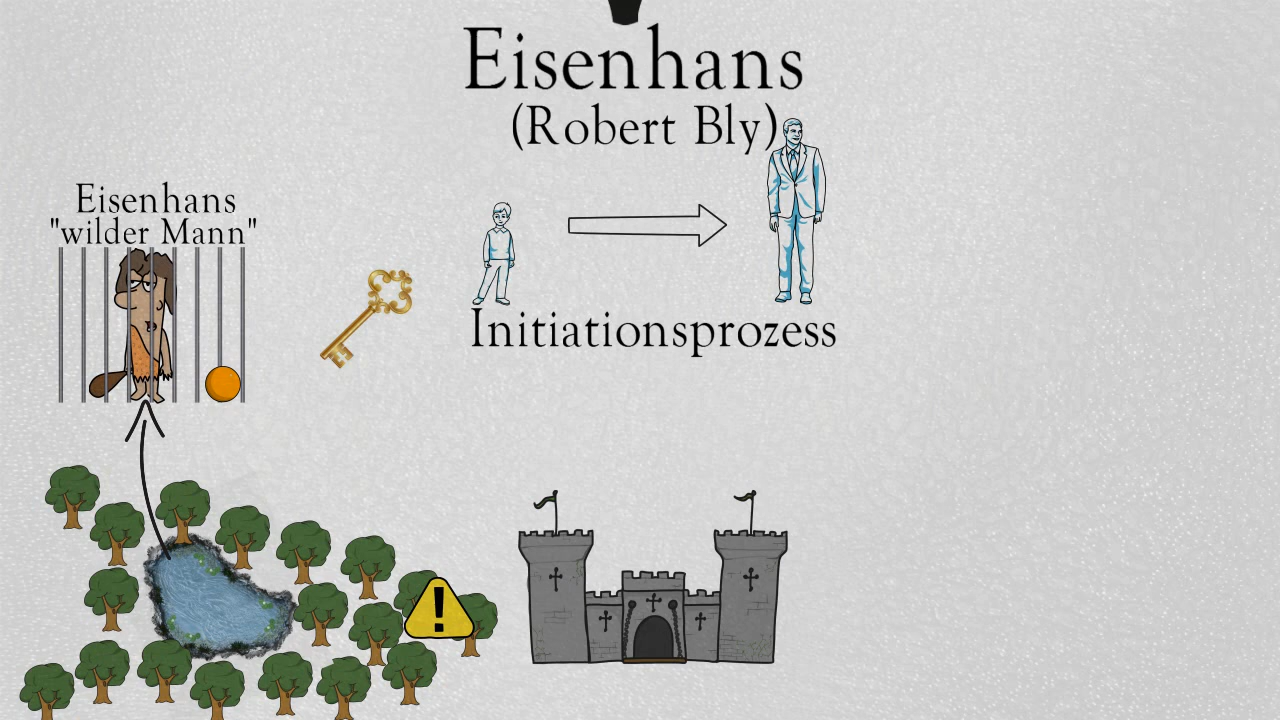 Eisenhans
(Robert Bly)
Eisenhans
"wilder Mann"
Initiationsprozess
!